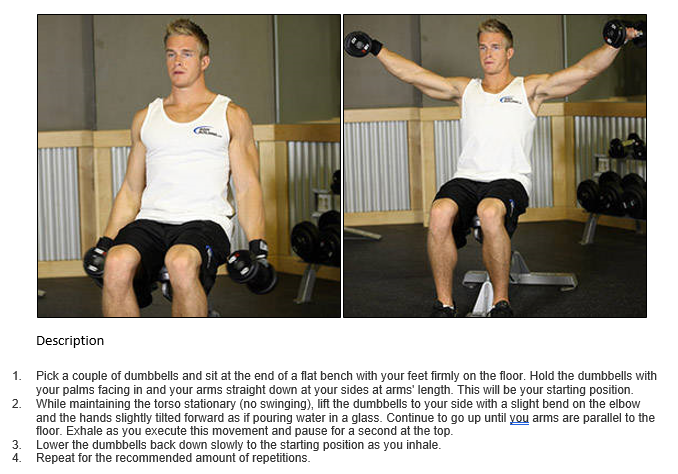 Description
1. Pick a couple of dumbbells and sit at the end of a flat bench with your feet firmly on the floor. Hold the dumbbells with
your palms facing in and your arms straight down at your sides at arms' length. This will be your starting position.
2. While maintaining the torso stationary (no swinging), lift the dumbbells to your side with a slight bend on the elbow
and the hands slightly tilted forward as if pouring water in a glass. Continue to go up until you arms are parallel to the
floor. Exhale as you execute this movement and pause for a second at the top.
3. Lower the dumbbells back down slowly to the starting position as you inhale.
4. Repeat for the recommended amount of repetitions.